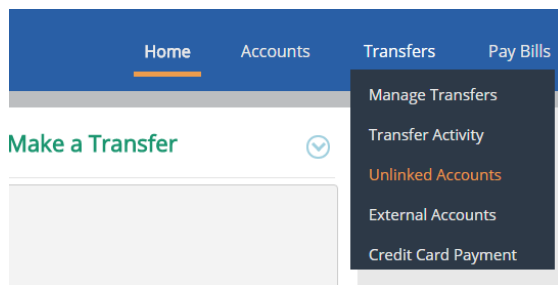 Home Accounts Transfers Pay Bills
Manage Transfers
Make a Transfer
Transfer Activity
Unlinked Accounts
External Accounts
Credit Card Payment